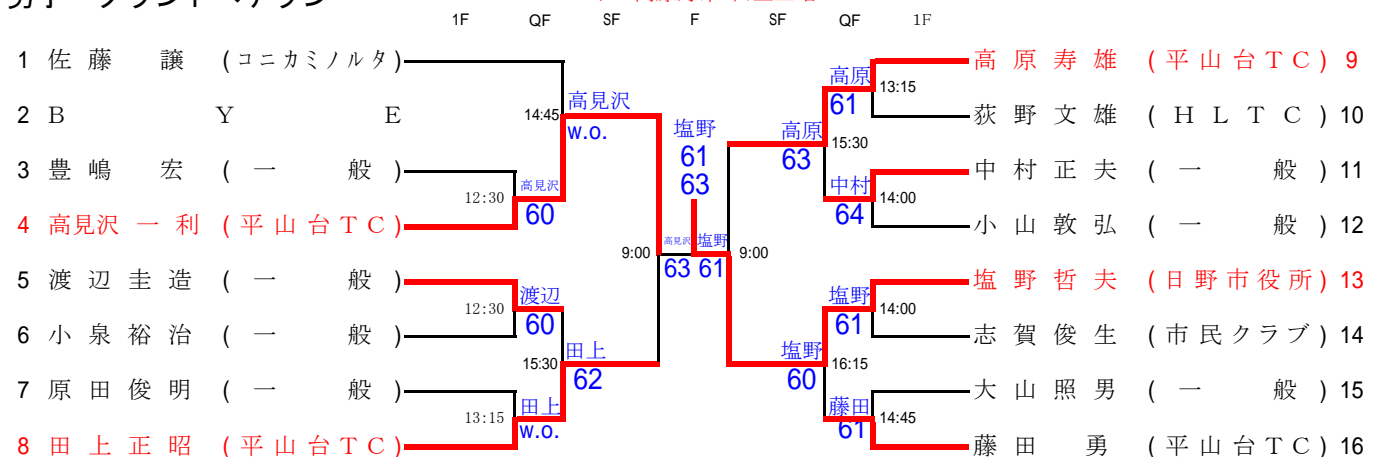 1F QF SF F SF QF 1F
1 佐藤 譲 (コニカミノルタ)
2 B Y E
3 豊嶋 宏 (一 般)
4 高見沢 一利 (平山台TC)
5 渡辺圭造 (一 般)
6 小泉裕治 (一 般)
7 原田俊明 (一 般)
8 田上正昭 (平山台TC)
12:30
高見沢
60
12:30
渡辺
60
13:15
田上
w.o.
14:45
高見沢
w.o.
15:30
田上
62
9:00
高見沢
63
塩野
61
63
塩野
61
9:00
高原
63
15:30
塩野
60
16:15
高原
61
13:15
中村
64
14:00
塩野
61
14:00
藤田
61
14:45
高原寿雄 (平山台TC) 9
荻野文雄 (HLTC) 10
中村正夫 (一 般) 11
小山敦弘 (一 般) 12
塩野哲夫 (日野市役所) 13
志賀俊生 (市民クラブ) 14
大山照男 (一 般) 15
藤田 勇 (平山台TC) 16